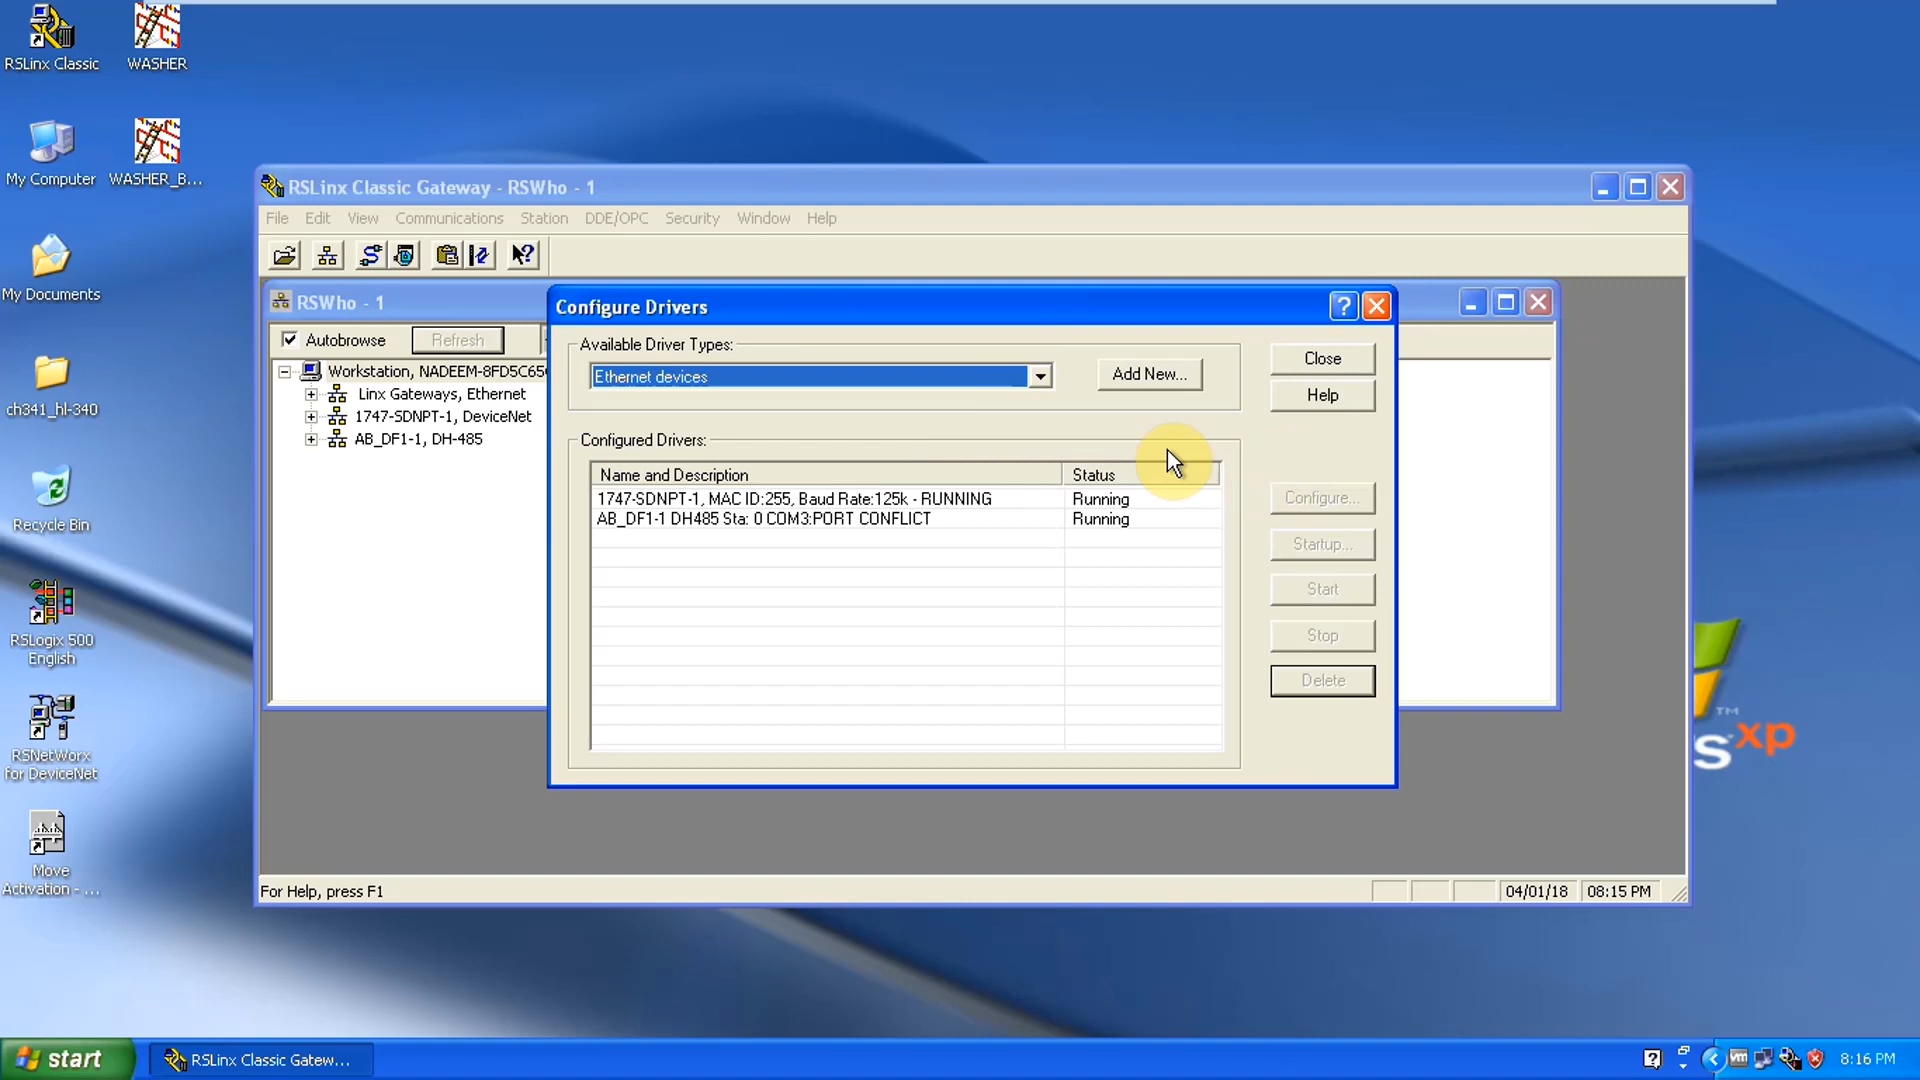 RSLinx Classic
WASHER
My Computer
WASHER_B...
My Documents
ch341_hl-340
Recycle Bin
RSLogix 500
English
RSNetWorx
for DeviceNet
Move
Activation - ...
RSLinx Classic Gateway - RSWho - 1
File Edit View Communications Station DDE/OPC Security Window Help
RSWho - 1
Autobrowse
Refresh
Workstation, NADEEM-8FD5C65
Linx Gateways, Ethernet
1747-SDNPT-1, DeviceNet
AB_DF1-1, DH-485
Configure Drivers
Available Driver Types:
Ethernet devices
Add New...
Close
Help
Configured Drivers:
Name and Description Status
1747-SDNPT-1, MAC ID:255, Baud Rate:125k - RUNNING Running
AB_DF1-1 DH485 Sta: 0 COM3:PORT CONFLICT Running
Configure...
Startup...
Start
Stop
Delete
TM
s xp
For Help, press F1
04/01/18 08:15 PM
start
RSLinx Classic Gatew...
vm
8:16 PM